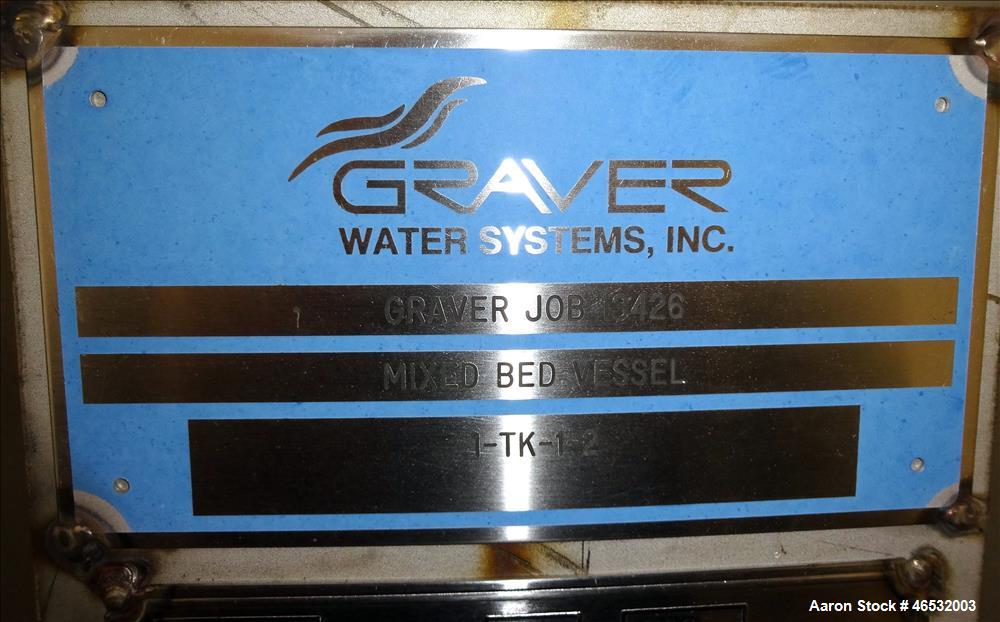 GRAVER
WATER SYSTEMS, INC.
GRAVER JOB 13426
MIXED BED VESSEL
1-TK-1-2
Aaron Stock # 46532003